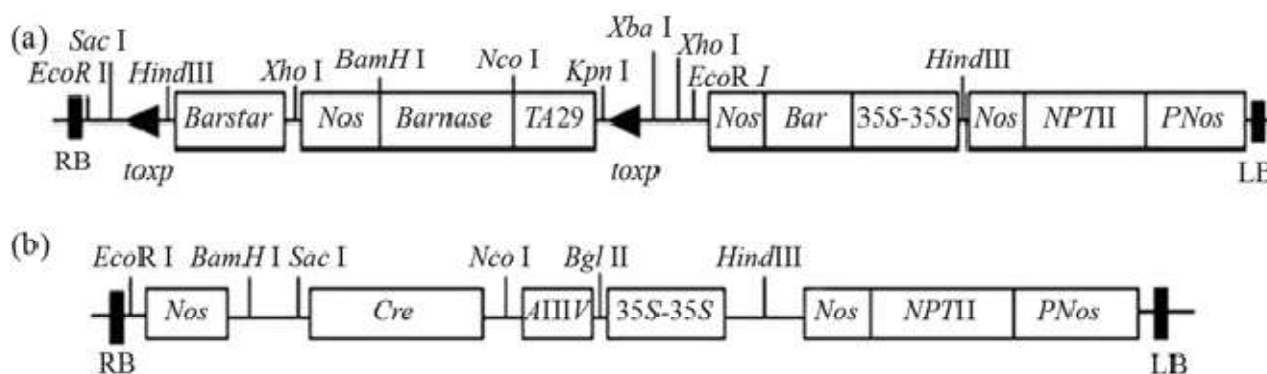 (a)
Sac I
Xba I
EcoR I
HindIII
Xho I
BamH I
Nco I
Kpn I
Xho I
EcoR I
HindIII
Barstar
Nos
Barnase
TA29
Nos
Bar
35S-35S
Nos
NPTII
PNos
RB
toxp
toxp
LB
(b)
EcoR I
BamH I
Sac I
Nco I
Bgl II
HindIII
Nos
Cre
AIIIV
35S-35S
Nos
NPTII
PNos
RB
LB